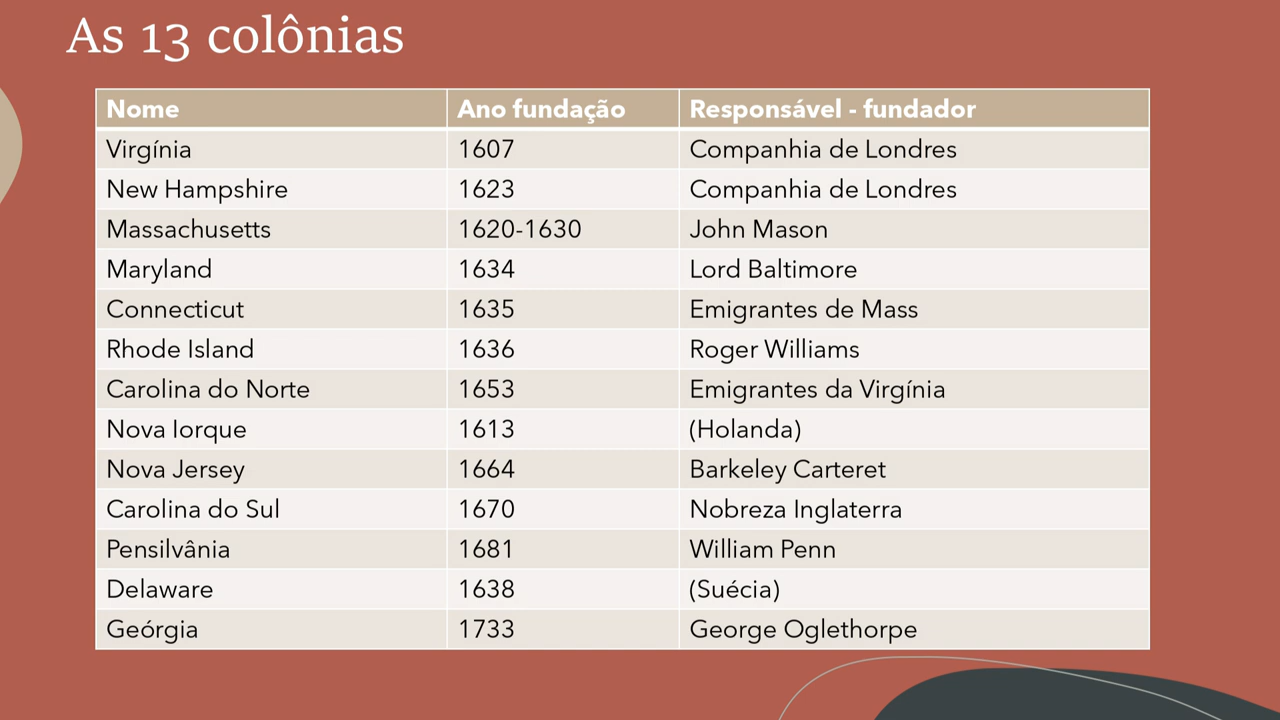 As 13 colônias
Nome Ano fundação Responsável - fundador
Virgínia 1607 Companhia de Londres
New Hampshire 1623 Companhia de Londres
Massachusetts 1620-1630 John Mason
Maryland 1634 Lord Baltimore
Connecticut 1635 Emigrantes de Mass
Rhode Island 1636 Roger Williams
Carolina do Norte 1653 Emigrantes da Virgínia
Nova Iorque 1613 (Holanda)
Nova Jersey 1664 Barkeley Carteret
Carolina do Sul 1670 Nobreza Inglaterra
Pensilvânia 1681 William Penn
Delaware 1638 (Suécia)
Geórgia 1733 George Oglethorpe